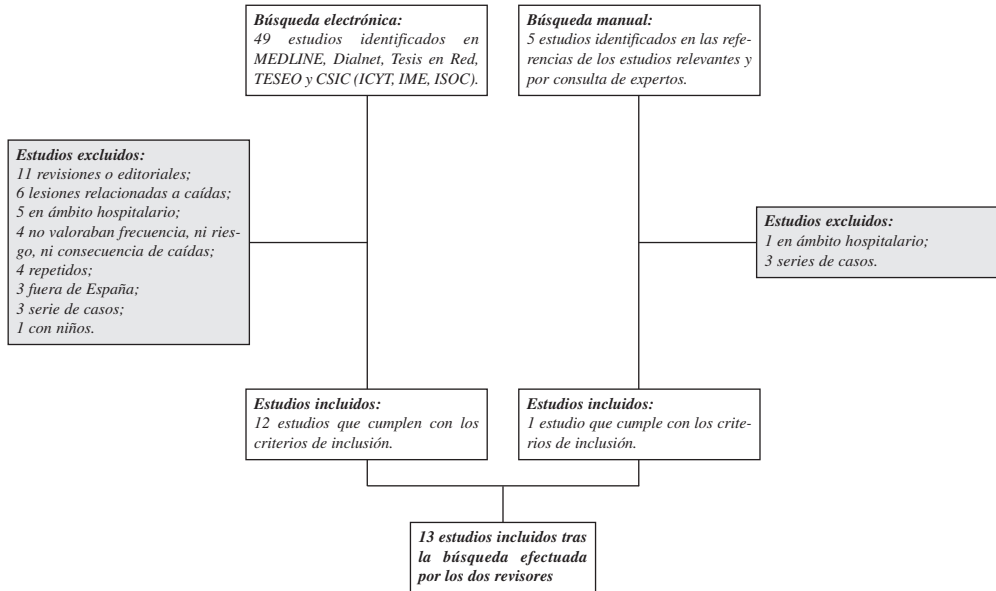 Búsqueda electrónica:
49 estudios identificados en
MEDLINE, Dialnet, Tesis en Red,
TESEO y CSIC (ICYT, IME, ISOC).
Búsqueda manual:
5 estudios identificados en las refe-
rencias de los estudios relevantes y
por consulta de expertos.
Estudios excluidos:
11 revisiones o editoriales;
6 lesiones relacionadas a caídas;
5 en ámbito hospitalario;
4 no valoraban frecuencia, ni ries-
go, ni consecuencia de caídas;
4 repetidos;
3 fuera de España;
3 serie de casos;
1 con niños.
Estudios excluidos:
1 en ámbito hospitalario;
3 series de casos.
Estudios incluidos:
12 estudios que cumplen con los
criterios de inclusión.
Estudios incluidos:
1 estudio que cumple con los crite-
rios de inclusión.
13 estudios incluidos tras
la búsqueda efectuada
por los dos revisores